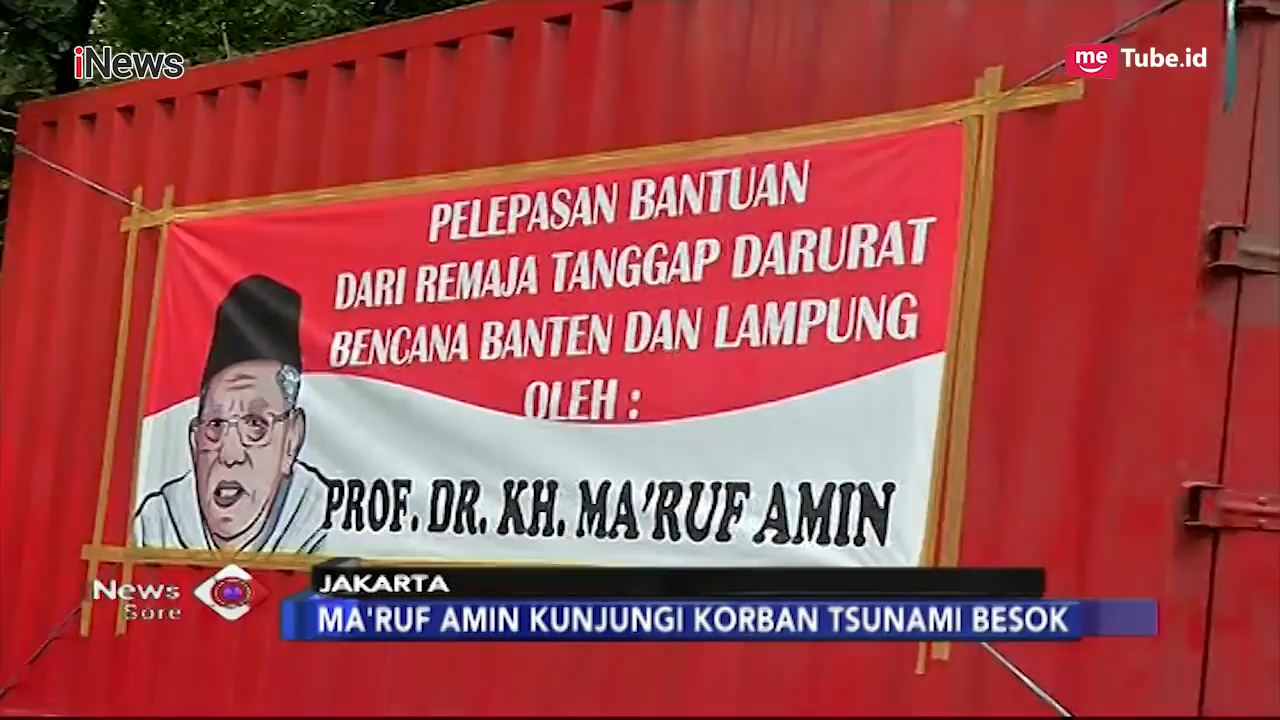 iNews
me Tube.id
PELEPASAN BANTUAN
DARI REMAJA TANGGAP DARURAT
BENCANA BANTEN DAN LAMPUNG
OLEH :
PROF. DR. KH. MA'RUF AMIN
News
Sore
JAKARTA
MA'RUF AMIN KUNJUNGI KORBAN TSUNAMI BESOK